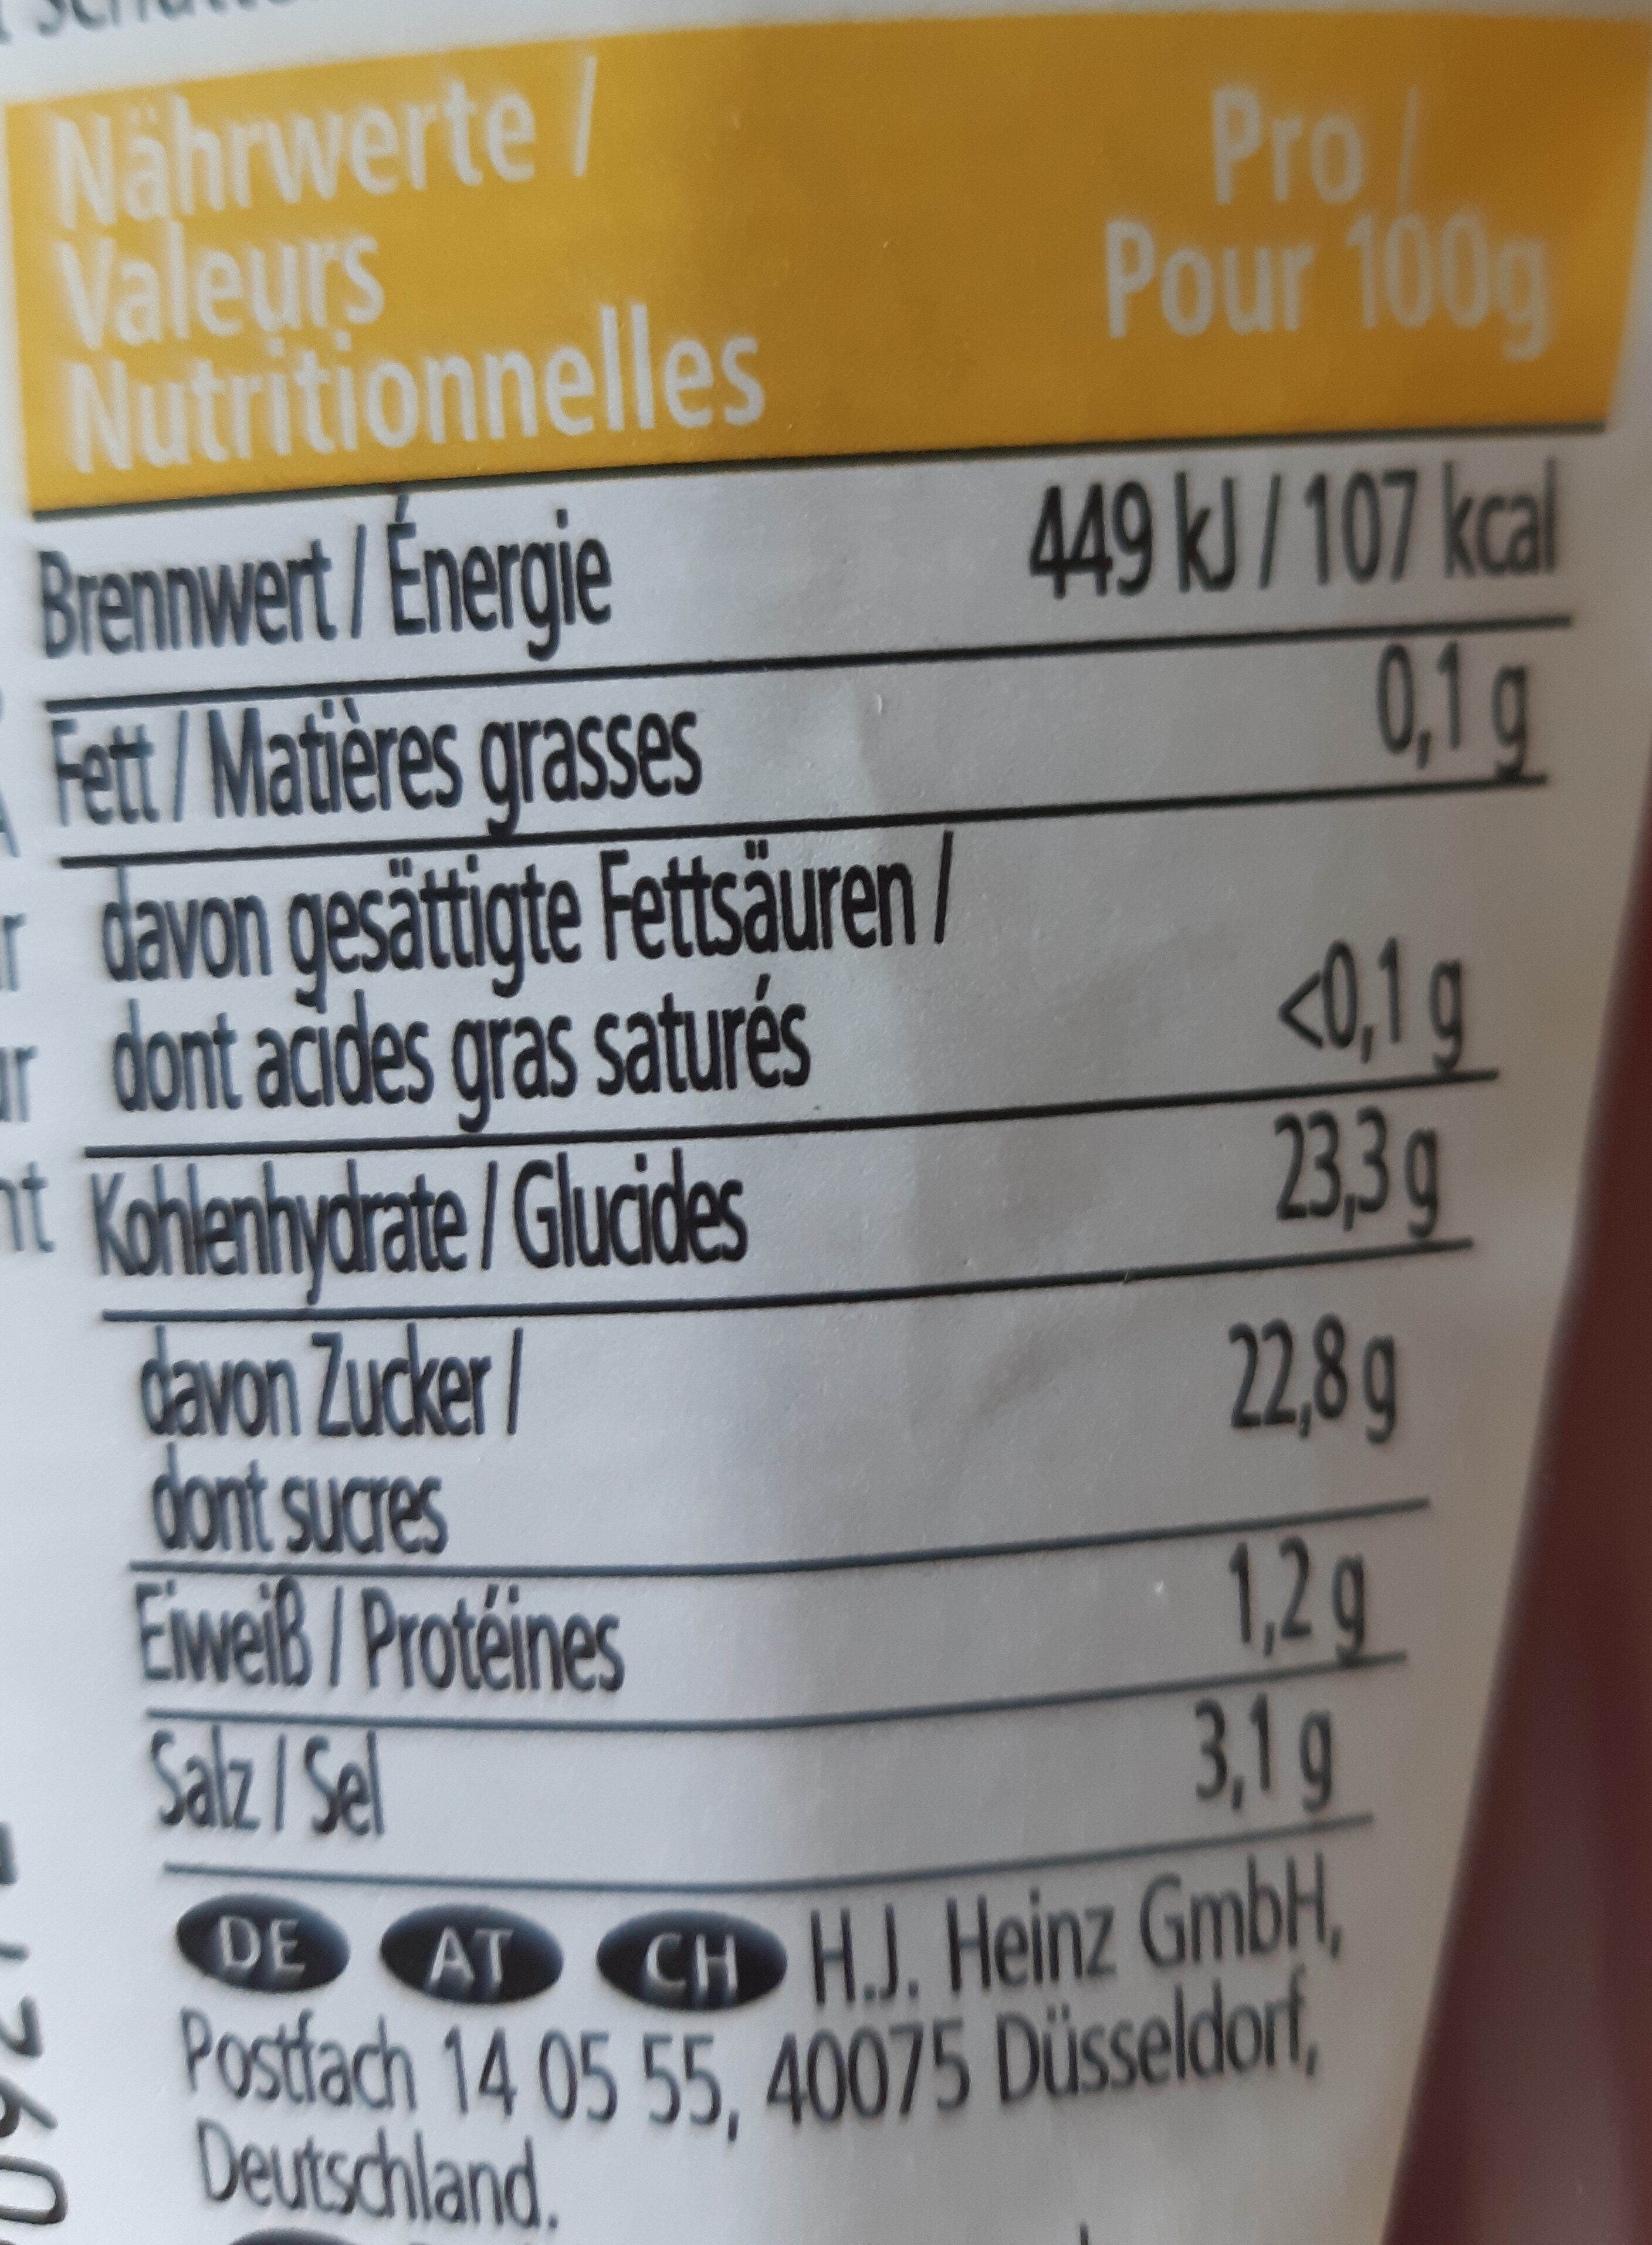 Nährwerte /
Valeurs
Nutritionnelles
Pro /
Pour 100g
Brennwert / Énergie 449 kJ / 107 kcal
Fett / Matières grasses 0,1 g
davon gesättigte Fettsäuren /
dont acides gras saturés <0,1 g
Kohlenhydrate / Glucides 23,3 g
davon Zucker / 22,8 g
dont sucres
Eiweiß / Protéines 1,2 g
Salz / Sel 3,1 g
DE AT CH H.J. Heinz GmbH,
Postfach 14 05 55, 40075 Düsseldorf,
Deutschland.